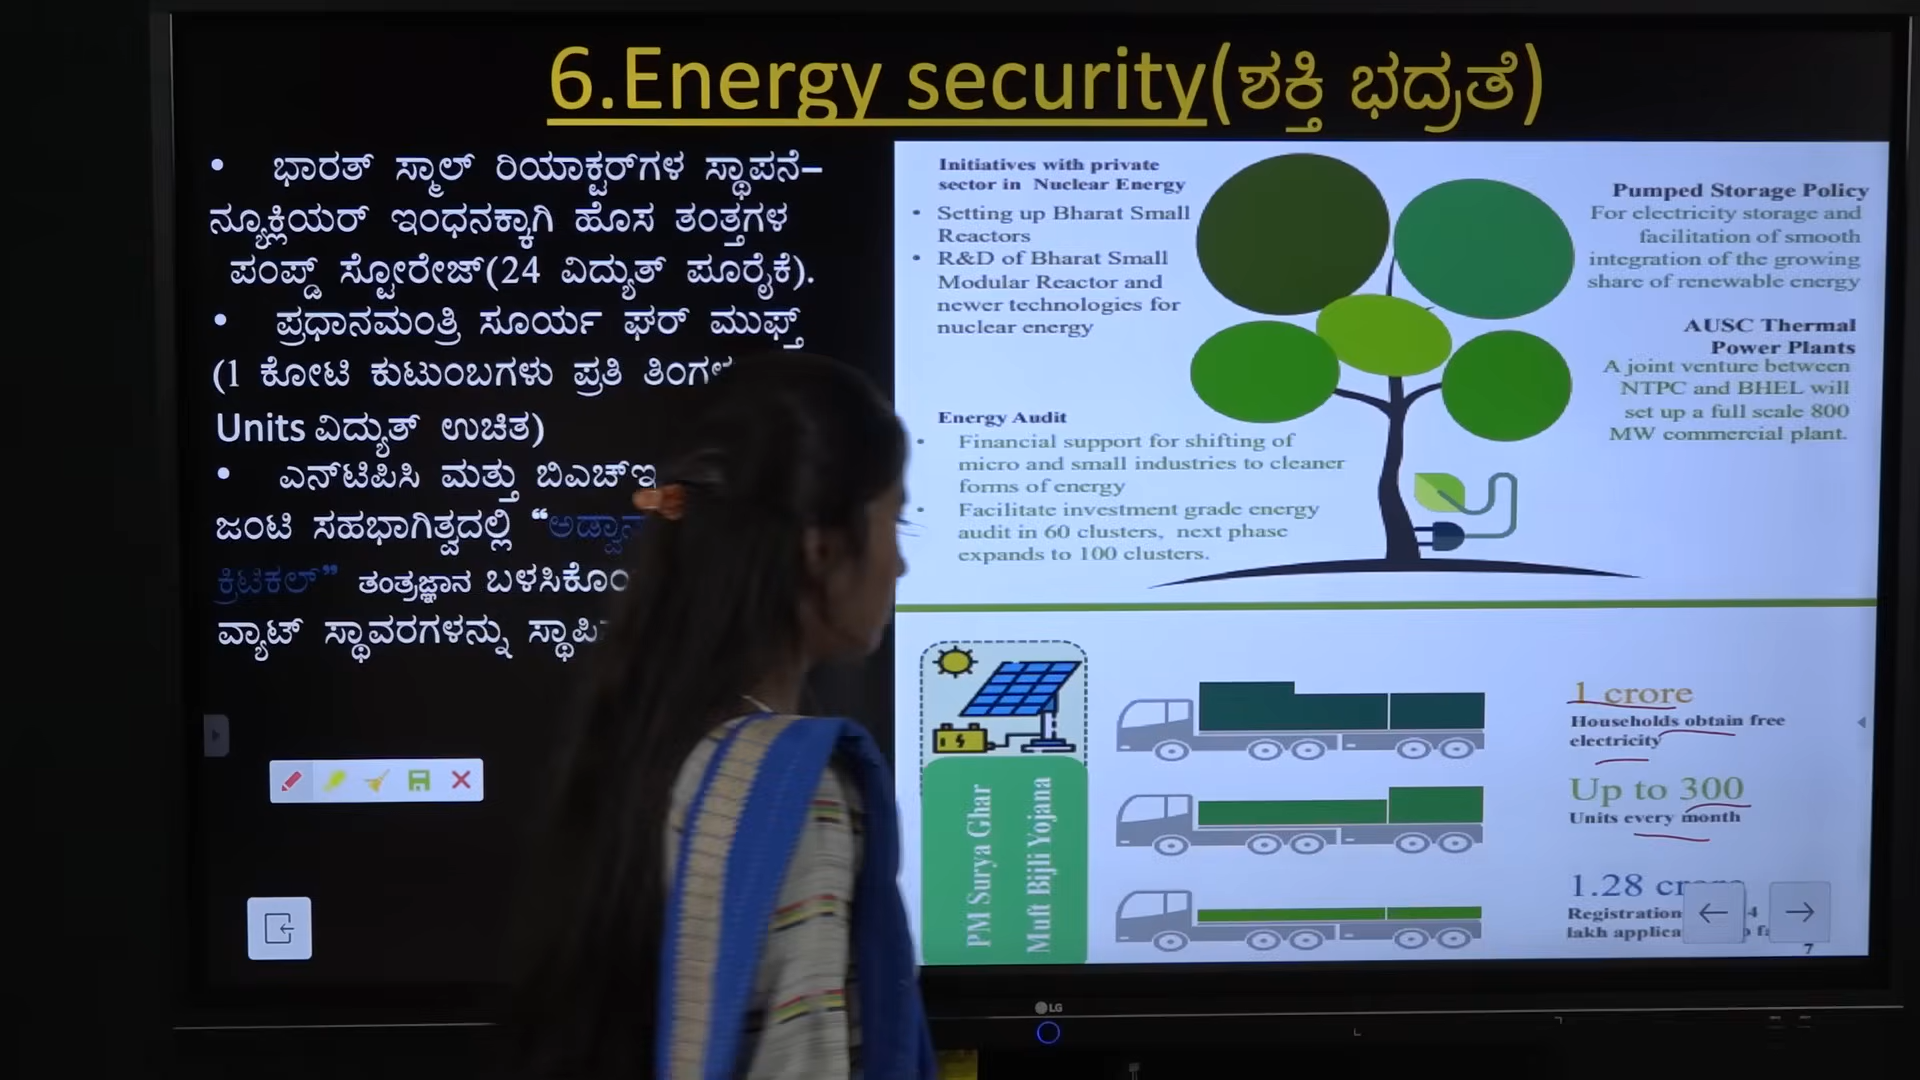 6.Energy security(ಶಕ್ತಿ ಭದ್ರತೆ)
• ಭಾರತ್ ಸ್ಮಾಲ್ ರಿಯಾಕ್ಟರ್‌ಗಳ ಸ್ಥಾಪನೆ–
ನ್ಯೂಕ್ಲಿಯರ್ ಇಂಧನಕ್ಕಾಗಿ ಹೊಸ ತಂತ್ರಗಳ
ಪಂಪ್ಡ್ ಸ್ಟೋರೇಜ್(24 ವಿದ್ಯುತ್ ಪೂರೈಕೆ).
• ಪ್ರಧಾನಮಂತ್ರಿ ಸೂರ್ಯ ಘರ್ ಮುಫ್ತ್
(1 ಕೋಟಿ ಕುಟುಂಬಗಳು ಪ್ರತಿ
Units ವಿದ್ಯುತ್ ಉಚಿತ)
• ಎನ್‌ಟಿಪಿಸಿ ಮತ್ತು
ಜಂಟಿ ಸಹಭಾಗಿತ್ವದಲ್ಲಿ
ಕ್ರಿಟಿಕಲ್” ತಂತ್ರಜ್ಞಾನ
ವ್ಯಾಟ್ ಸ್ಥಾವರಗಳನ್ನು
Initiatives with private
sector in Nuclear Energy
• Setting up Bharat Small
Reactors
• R&D of Bharat Small
Modular Reactor and
newer technologies for
nuclear energy
Energy Audit
• Financial support for shifting of
micro and small industries to cleaner
forms of energy
• Facilitate investment grade energy
audit in 60 clusters, next phase
expands to 100 clusters.
Pumped Storage Policy
For electricity storage and
facilitation of smooth
integration of the growing
share of renewable energy
AUSC Thermal
Power Plants
A joint venture between
NTPC and BHEL will
set up a full scale 800
MW commercial plant.
PM Surya Ghar
Muft Bijli Yojana
1 crore
Households obtain free
electricity
Up to 300
Units every month
1.28
Registration 4
lakh
7
LG